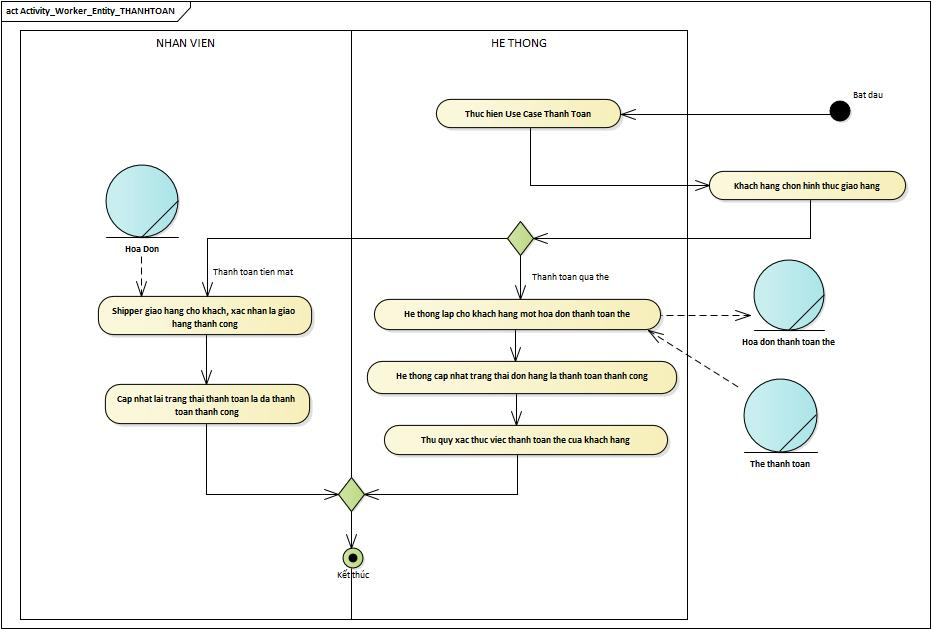 act Activity_Worker_Entity_THANHTOAN
NHAN VIEN
HE THONG
Bat dau
Thuc hien Use Case Thanh Toan
Khach hang chon hinh thuc giao hang
Hoa Don
Thanh toan tien mat
Thanh toan qua the
Shipper giao hang cho khach, xac nhan la giao
hang thanh cong
He thong lap cho khach hang mot hoa don thanh toan the
Hoa don thanh toan the
He thong cap nhat trang thai don hang la thanh toan thanh cong
Cap nhat lai trang thai thanh toan la da thanh
toan thanh cong
Thu quy xac thuc viec thanh toan the cua khach hang
The thanh toan
Kết thúc